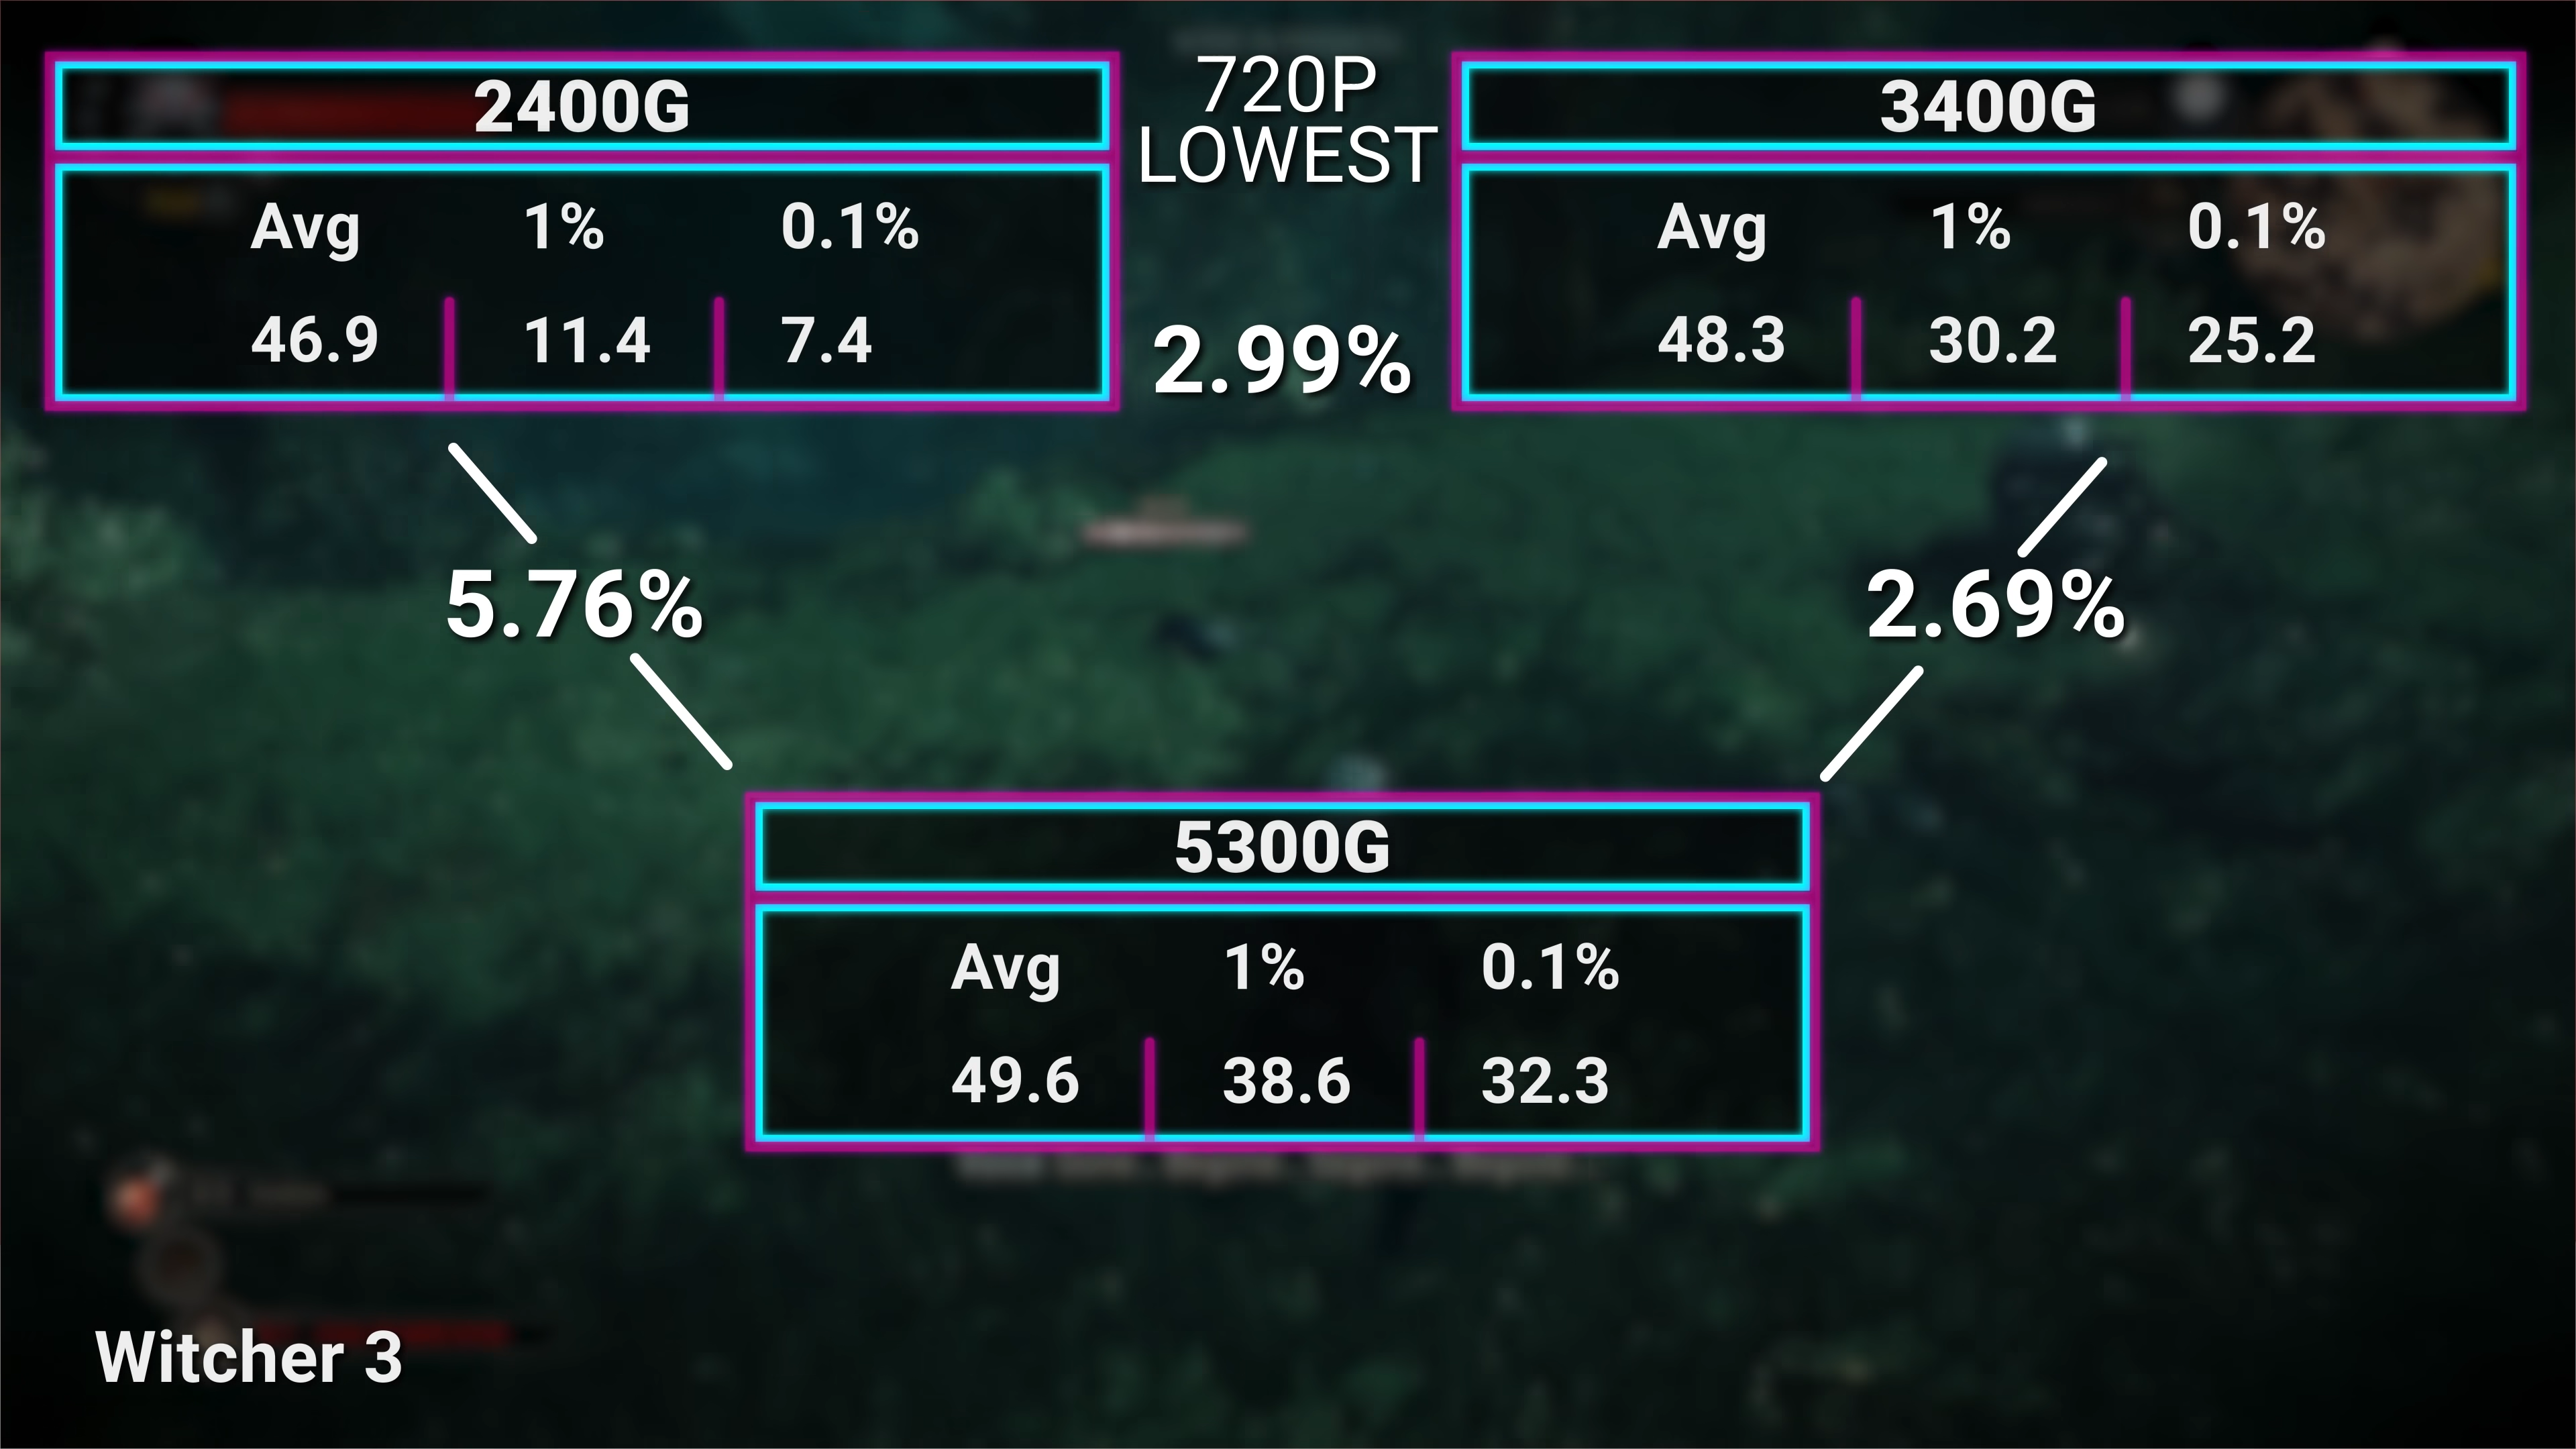 720P
LOWEST
2400G
Avg 1% 0.1%
46.9 11.4 7.4
2.99%
3400G
Avg 1% 0.1%
48.3 30.2 25.2
5.76%
2.69%
5300G
Avg 1% 0.1%
49.6 38.6 32.3
Witcher 3